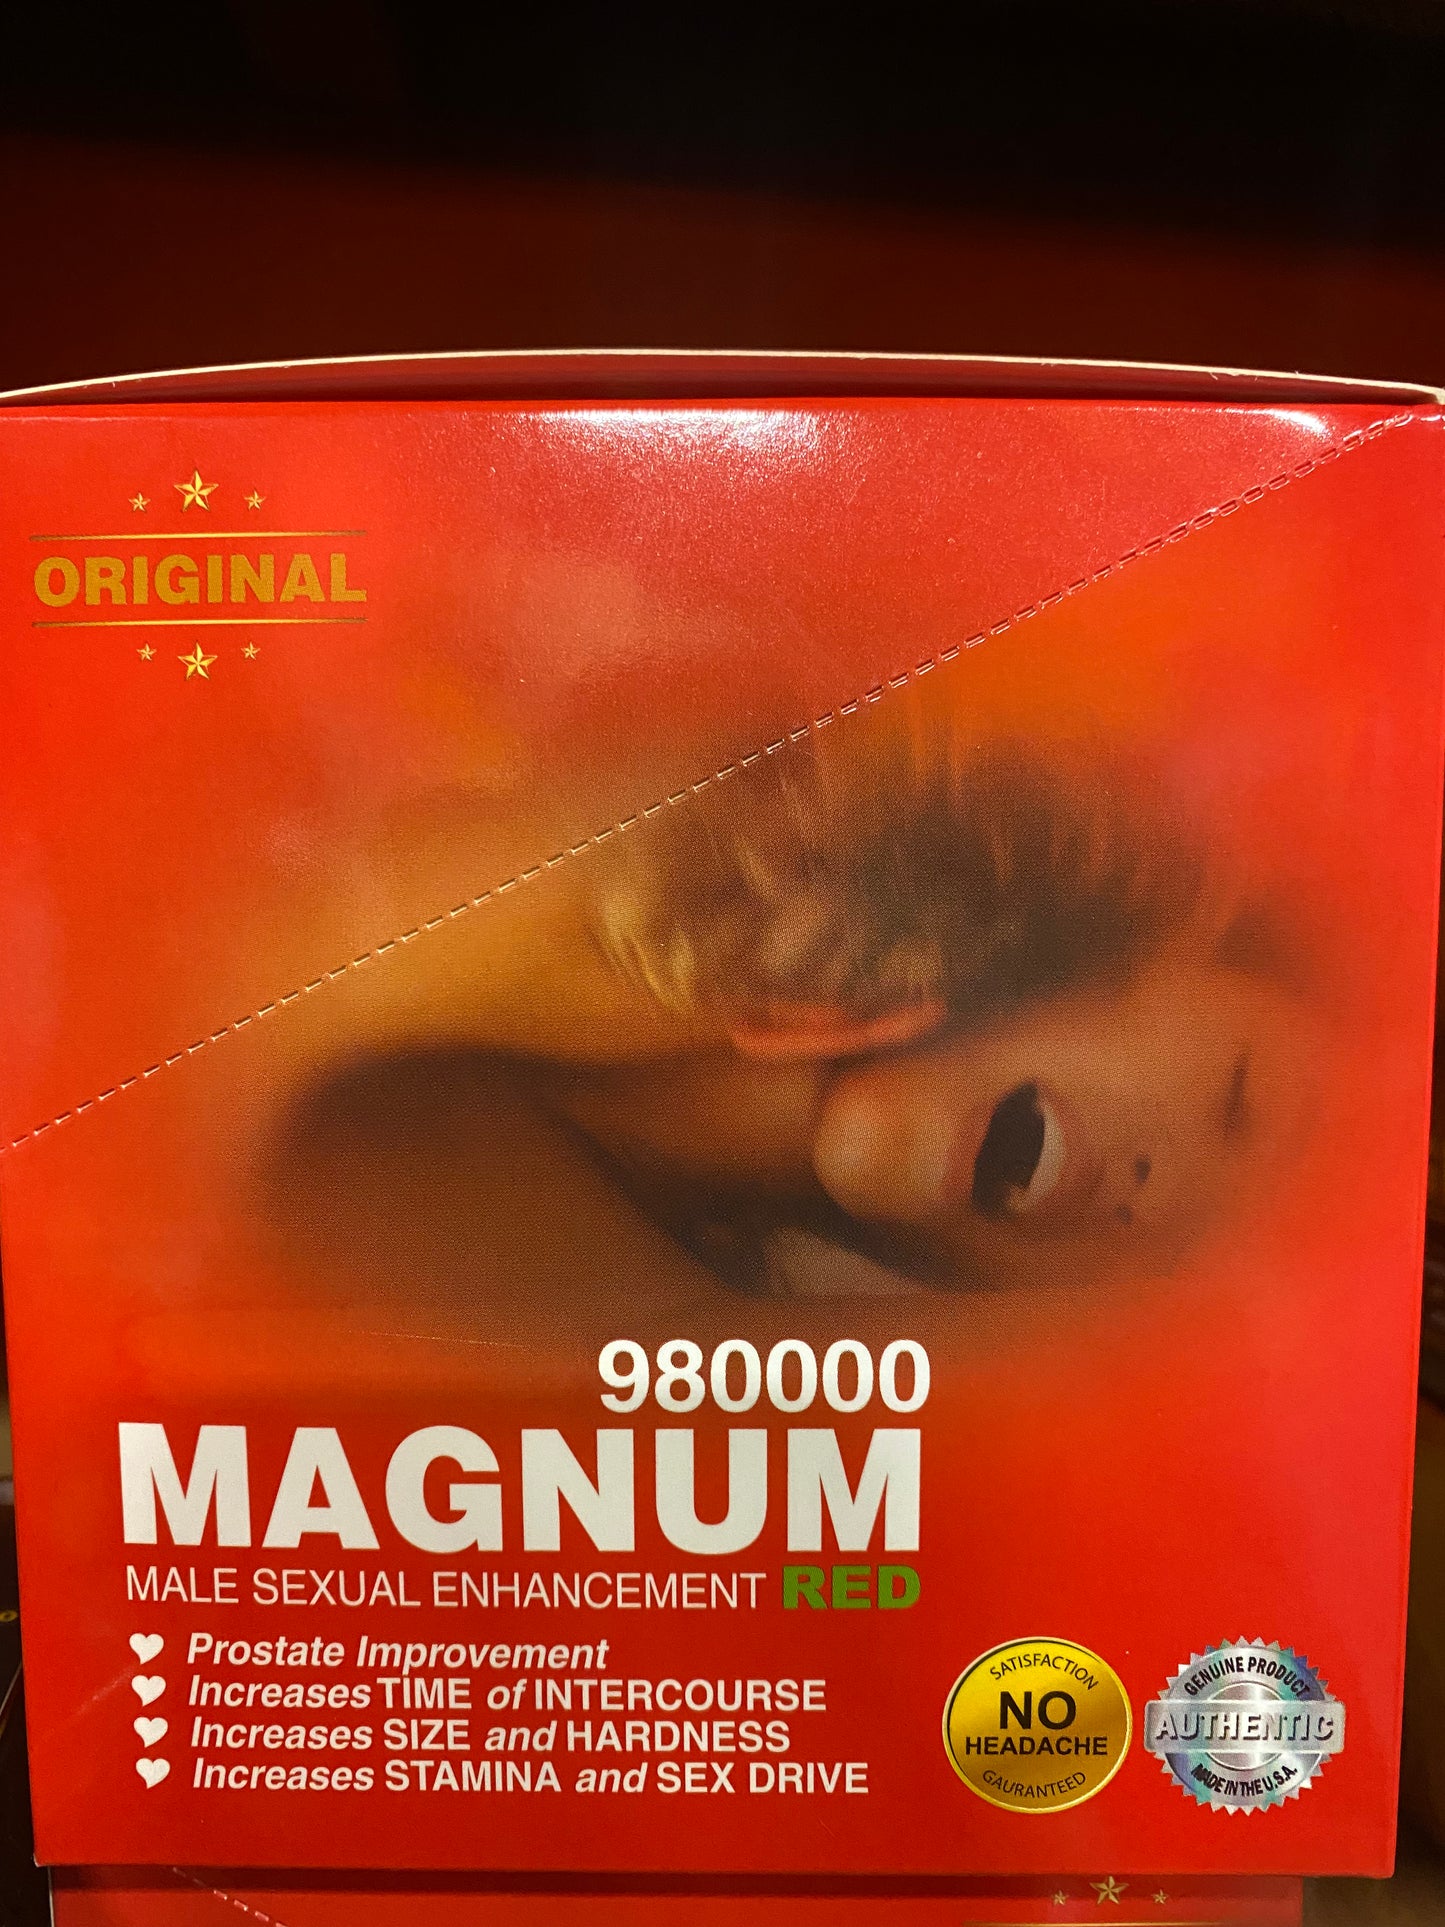 ORIGINAL
980000
MAGNUM
MALE SEXUAL ENHANCEMENT RED
Prostate Improvement
Increases TIME of INTERCOURSE
Increases SIZE and HARDNESS
Increases STAMINA and SEX DRIVE
SATISFACTION
NO
HEADACHE
GAURANTEED
GENUINE PRODUCT
AUTHENTIC
MADE IN THE U.S.A.